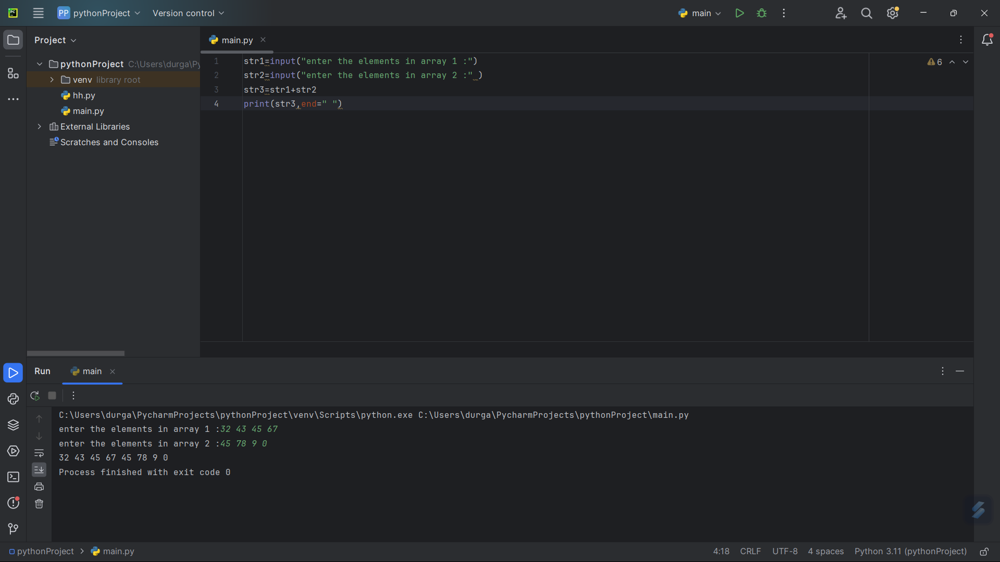 PC
PP pythonProject
Version control
main
Project
main.py
pythonProject C:\Users\durga\Py
venv library root
hh.py
main.py
External Libraries
Scratches and Consoles
1 str1=input("enter the elements in array 1 :")
2 str2=input("enter the elements in array 2 :" )
3 str3=str1+str2
4 print(str3,end=" ")
6
Run main
C:\Users\durga\PycharmProjects\pythonProject\venv\Scripts\python.exe C:\Users\durga\PycharmProjects\pythonProject\main.py
enter the elements in array 1 :32 43 45 67
enter the elements in array 2 :45 78 9 0
32 43 45 67 45 78 9 0
Process finished with exit code 0
pythonProject > main.py
4:18 CRLF UTF-8 4 spaces Python 3.11 (pythonProject)